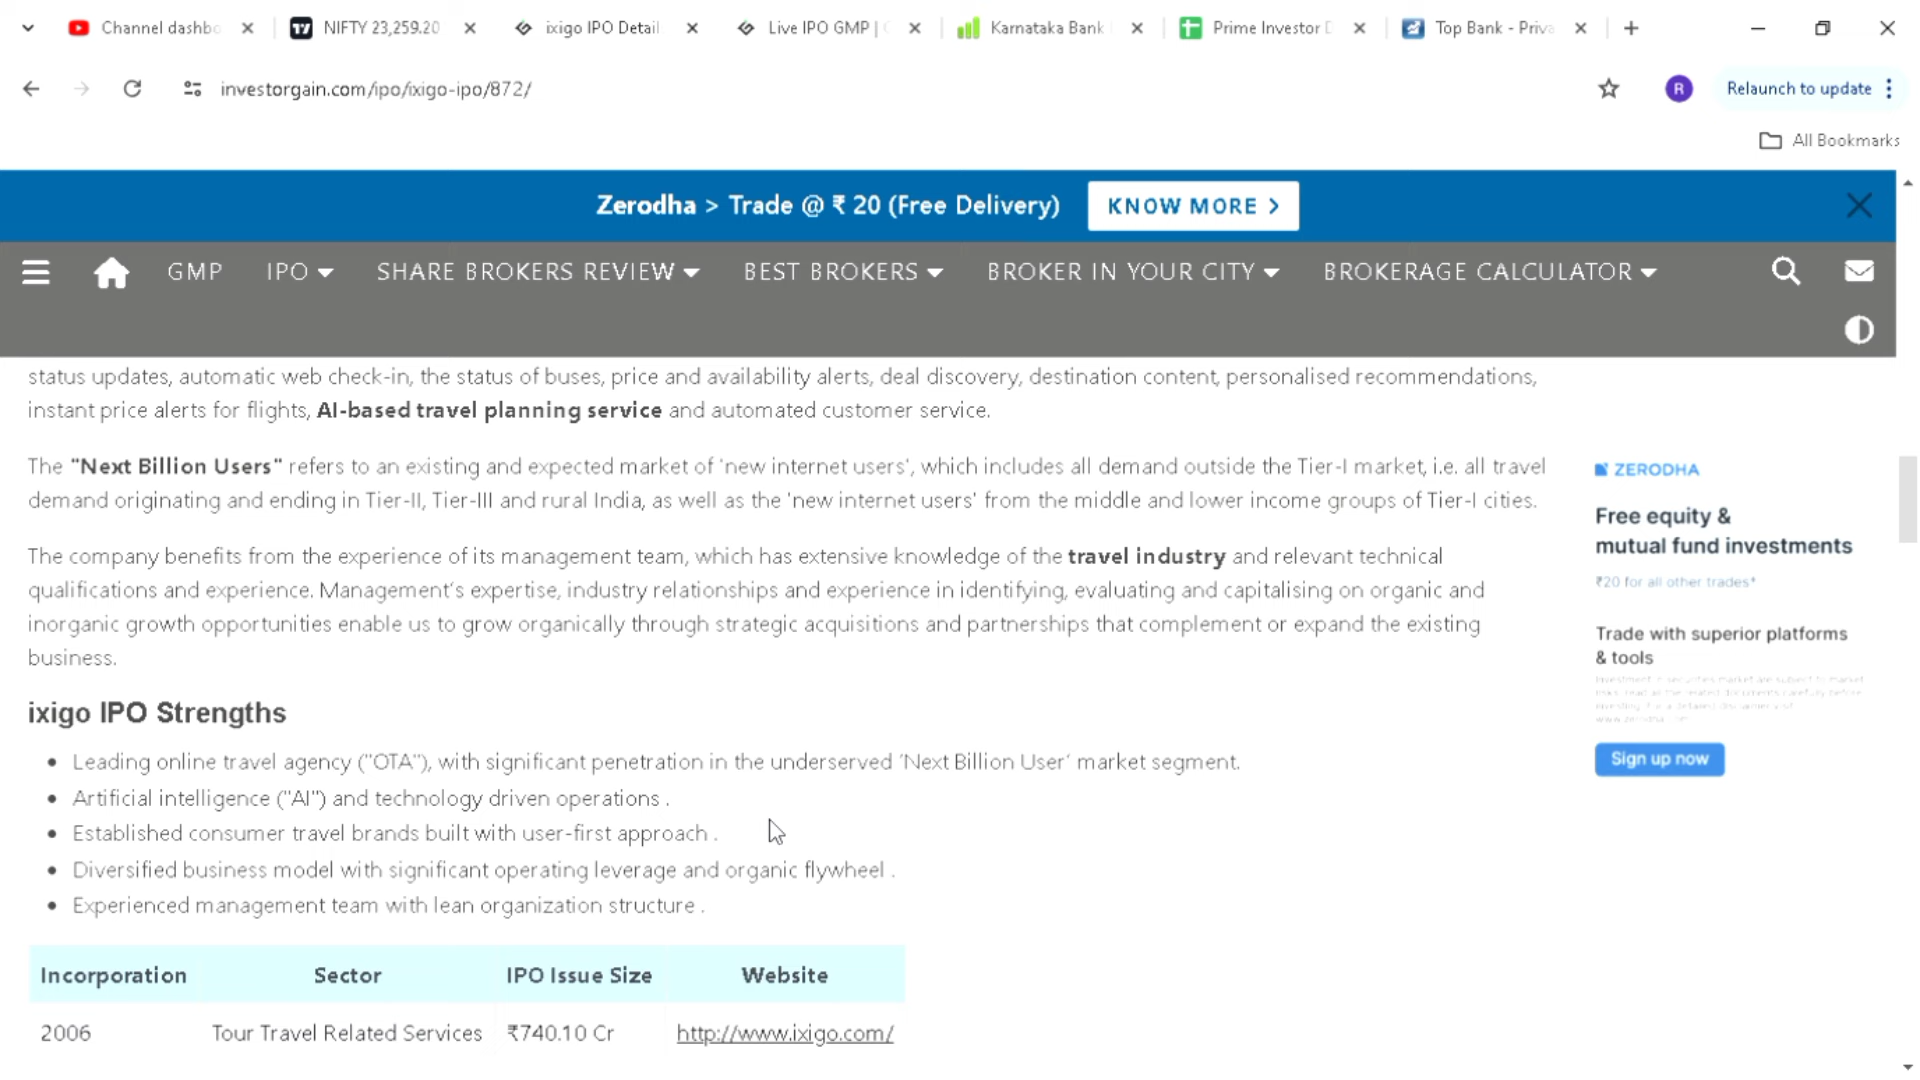 Channel dashbo
NIFTY 23,259.20
ixigo IPO Detail
Live IPO GMP |
Karnataka Bank
Prime Investor D
Top Bank - Priva
investorgain.com/ipo/ixigo-ipo/872/
R
Relaunch to update
All Bookmarks
Zerodha > Trade @ ₹ 20 (Free Delivery)
KNOW MORE >
GMP
IPO
SHARE BROKERS REVIEW
BEST BROKERS
BROKER IN YOUR CITY
BROKERAGE CALCULATOR
status updates, automatic web check-in, the status of buses, price and availability alerts, deal discovery, destination content, personalised recommendations,
instant price alerts for flights, AI-based travel planning service and automated customer service.
The "Next Billion Users" refers to an existing and expected market of 'new internet users', which includes all demand outside the Tier-I market, i.e. all travel
demand originating and ending in Tier-II, Tier-III and rural India, as well as the 'new internet users' from the middle and lower income groups of Tier-I cities.
The company benefits from the experience of its management team, which has extensive knowledge of the travel industry and relevant technical
qualifications and experience. Management's expertise, industry relationships and experience in identifying, evaluating and capitalising on organic and
inorganic growth opportunities enable us to grow organically through strategic acquisitions and partnerships that complement or expand the existing
business.
ixigo IPO Strengths
• Leading online travel agency ("OTA"), with significant penetration in the underserved 'Next Billion User' market segment.
• Artificial intelligence ("AI") and technology driven operations .
• Established consumer travel brands built with user-first approach .
• Diversified business model with significant operating leverage and organic flywheel .
• Experienced management team with lean organization structure .
Incorporation Sector IPO Issue Size Website
2006 Tour Travel Related Services ₹740.10 Cr http://www.ixigo.com/
ZERODHA
Free equity &
mutual fund investments
₹20 for all other trades*
Trade with superior platforms
& tools
Sign up now